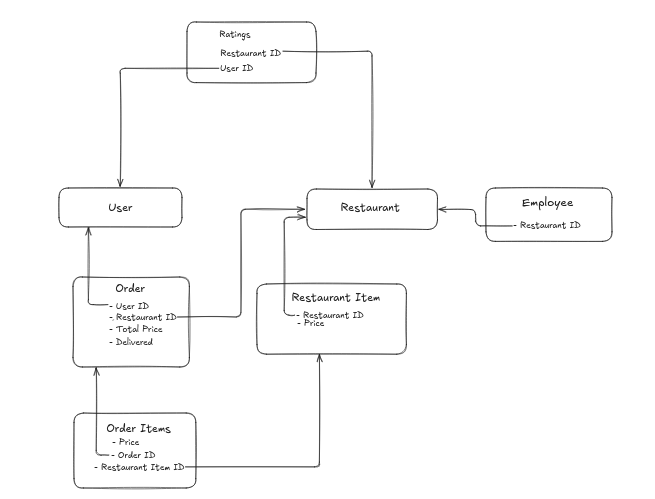 Ratings
Restaurant ID
User ID
User
Restaurant
Employee
- Restaurant ID
Order
- User ID
- Restaurant ID
- Total Price
- Delivered
Restaurant Item
- Restaurant ID
- Price
Order Items
- Price
- Order ID
- Restaurant Item ID